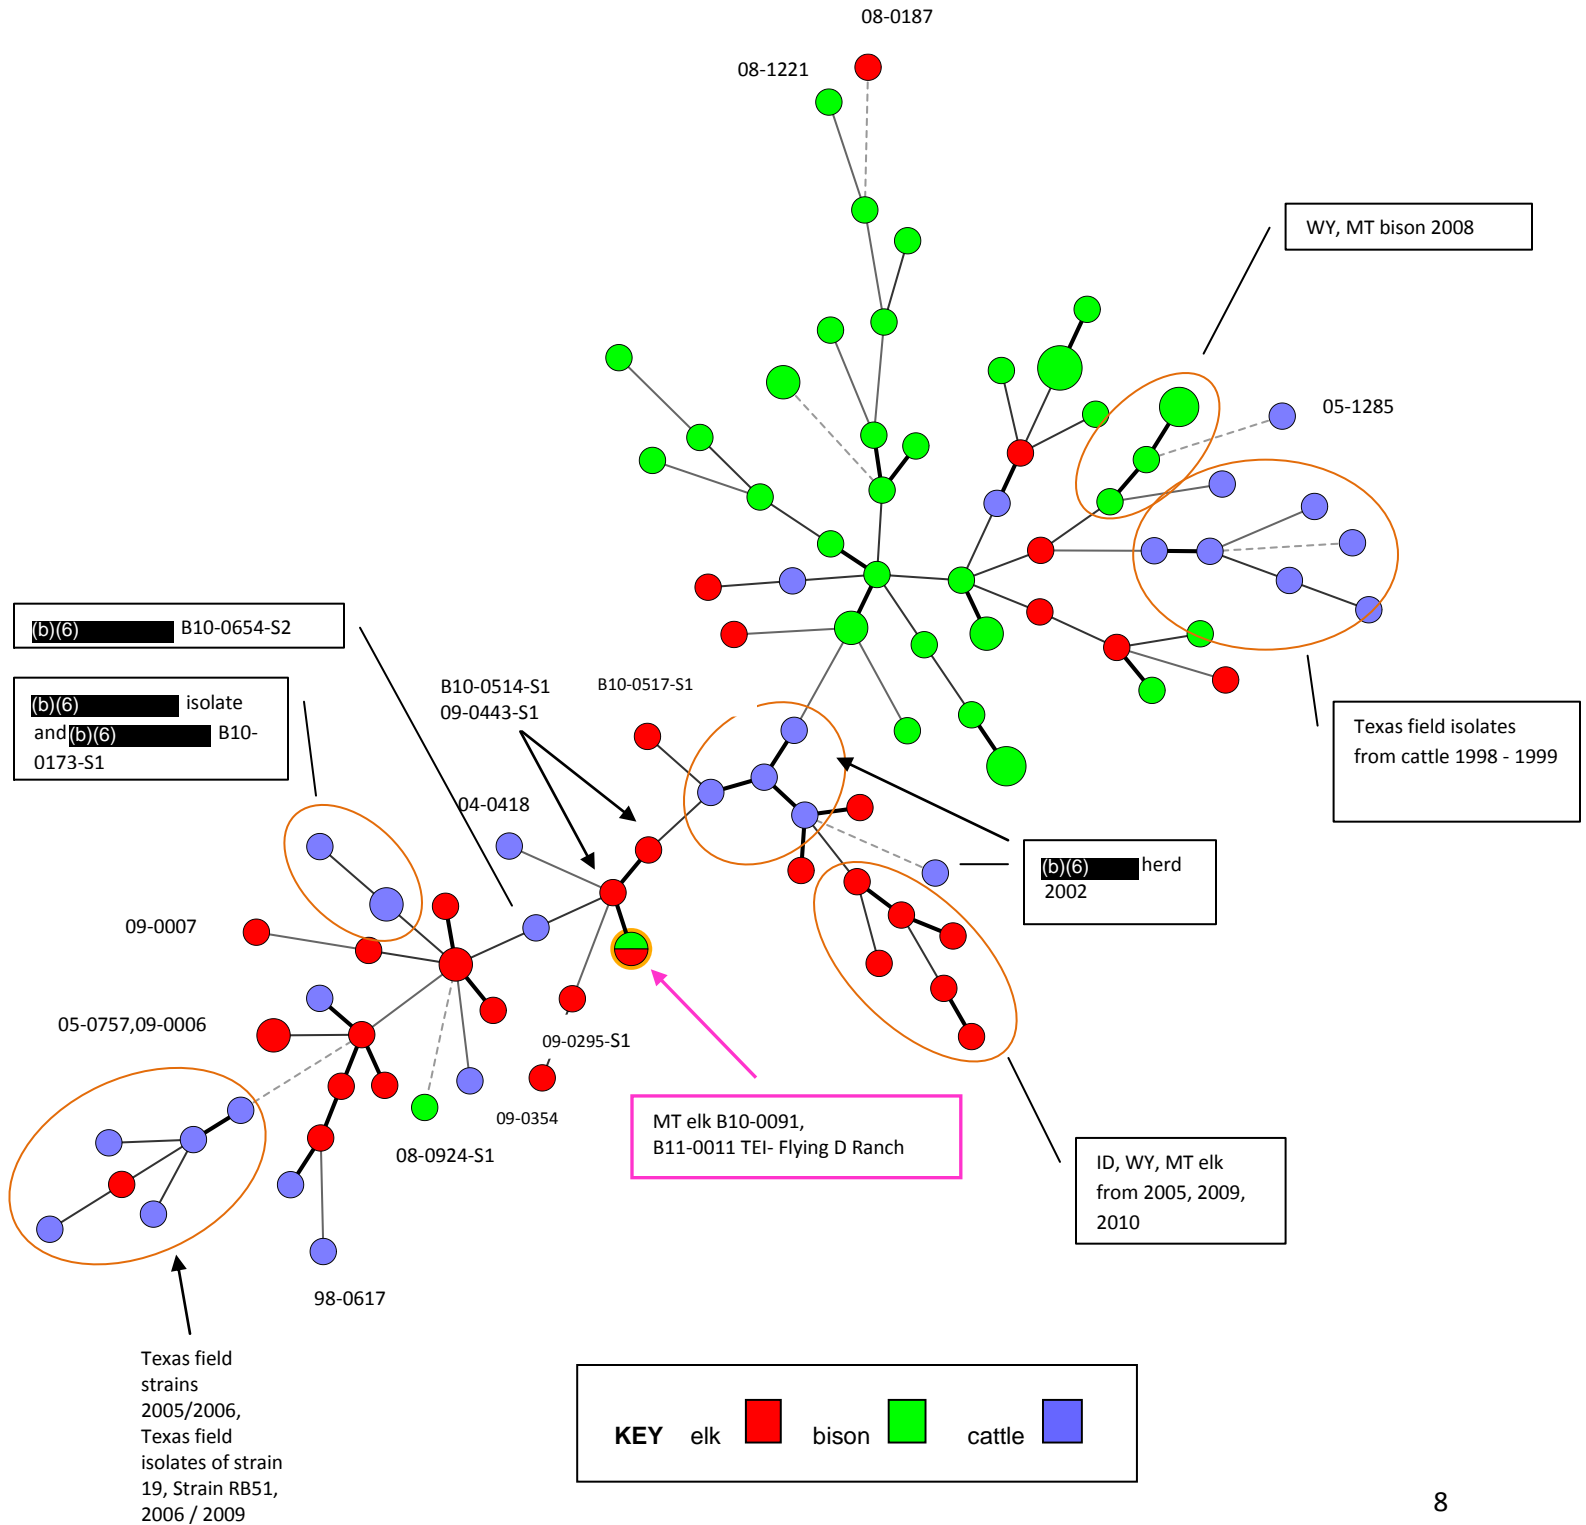 08-0187
08-1221
WY, MT bison 2008
05-1285
(b)(6) B10-0654-S2
(b)(6) isolate
and (b)(6) B10-
0173-S1
B10-0514-S1
09-0443-S1
B10-0517-S1
Texas field isolates
from cattle 1998 - 1999
04-0418
(b)(6) herd
2002
09-0007
05-0757,09-0006
09-0295-S1
09-0354
08-0924-S1
MT elk B10-0091,
B11-0011 TEI- Flying D Ranch
ID, WY, MT elk
from 2005, 2009,
2010
98-0617
Texas field
strains
2005/2006,
Texas field
isolates of strain
19, Strain RB51,
2006 / 2009
KEY elk bison cattle
8